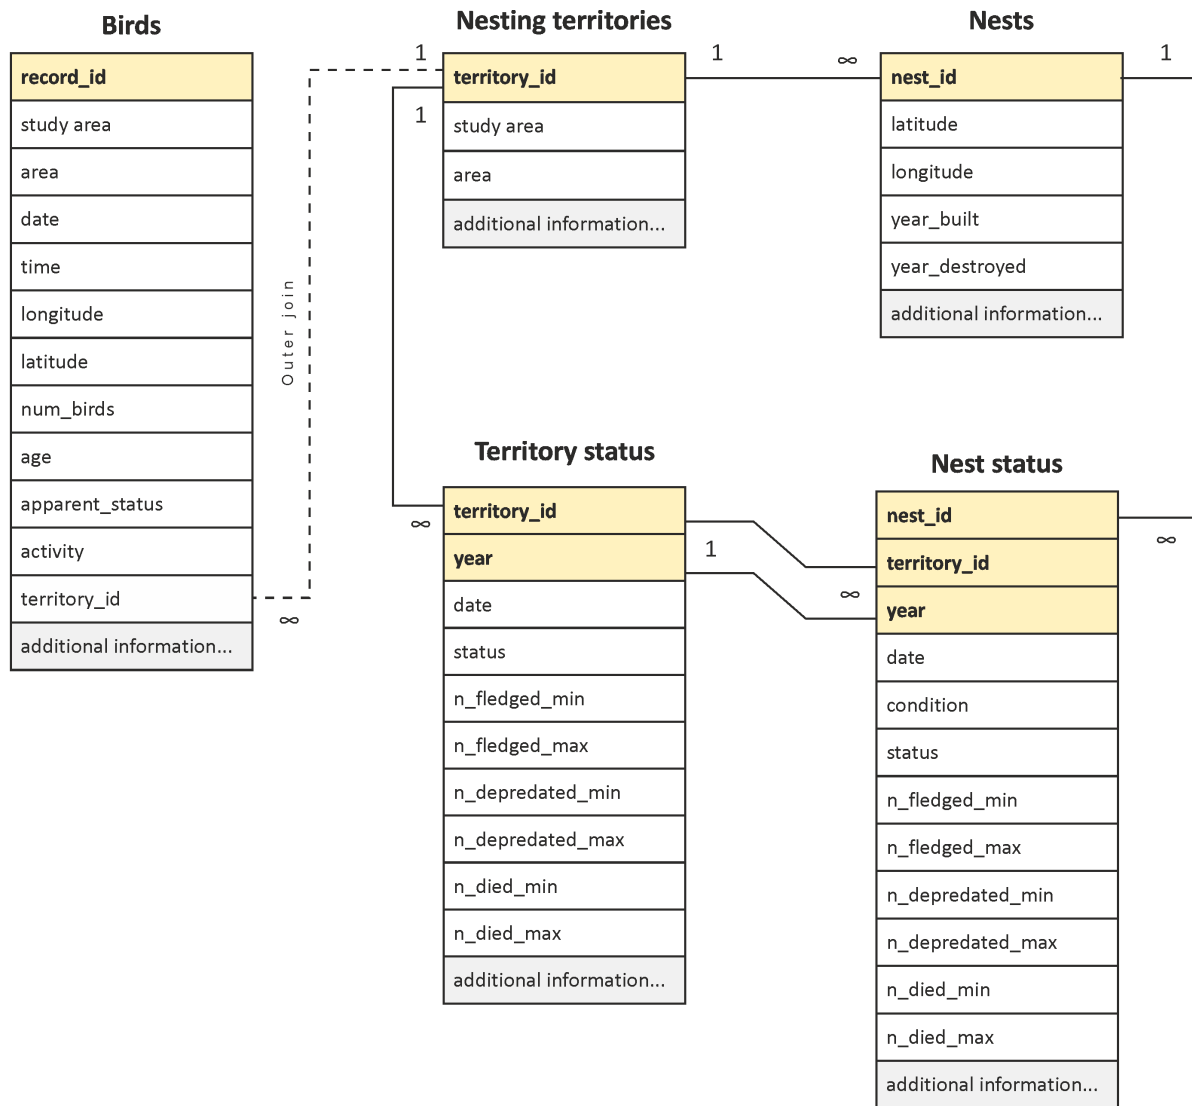 Birds
record_id
study area
area
date
time
longitude
latitude
num_birds
age
apparent_status
activity
territory_id
additional information...
Outer join
∞
1
1
Nesting territories
territory_id
study area
area
additional information...
1
∞
Nests
nest_id
latitude
longitude
year_built
year_destroyed
additional information...
1
Territory status
territory_id
year
date
status
n_fledged_min
n_fledged_max
n_depredated_min
n_depredated_max
n_died_min
n_died_max
additional information...
∞
1
∞
Nest status
nest_id
territory_id
year
date
condition
status
n_fledged_min
n_fledged_max
n_depredated_min
n_depredated_max
n_died_min
n_died_max
additional information...
∞